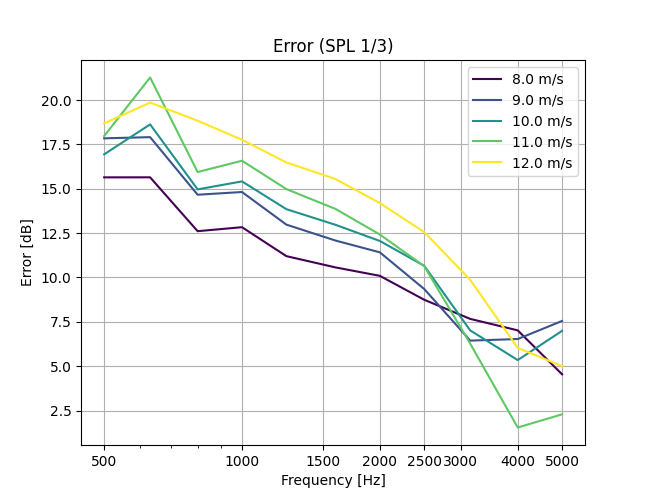 Error (SPL 1/3)
Error [dB]
20.0
17.5
15.0
12.5
10.0
7.5
5.0
2.5
8.0 m/s
9.0 m/s
10.0 m/s
11.0 m/s
12.0 m/s
500 1000 1500 2000 2500 3000 4000 5000
Frequency [Hz]